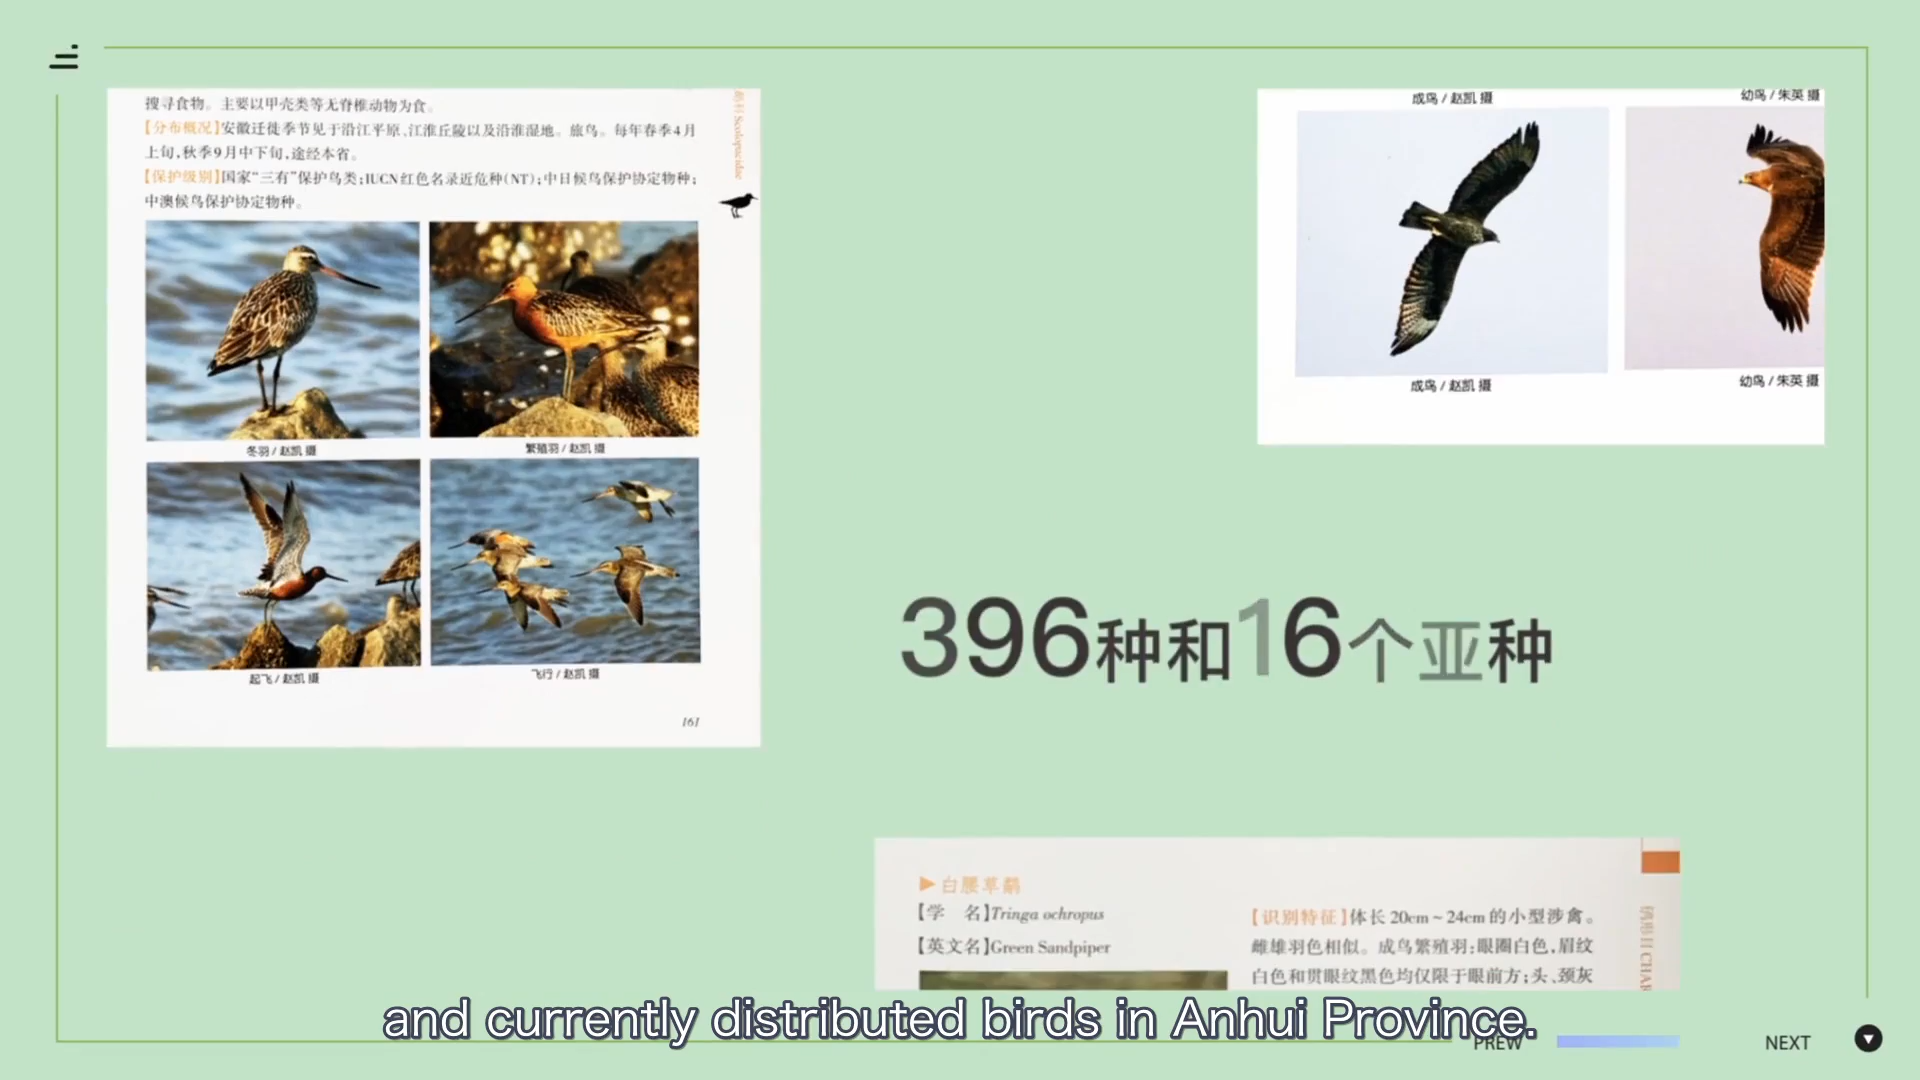 搜寻食物。主要以甲壳类等无脊椎动物为食。
【分布概况】安徽迁徙季节见于沿江平原、江淮丘陵以及沿淮湿地。旅鸟。每年春季4月
上旬,秋季9月中下旬,途经本省。
【保护级别】国家“三有”保护鸟类;IUCN红色名录近危种(NT);中日候鸟保护协定物种;
中澳候鸟保护协定物种。
鹬科 Scolopacidae
冬羽 / 赵凯 摄
繁殖羽 / 赵凯 摄
起飞 / 赵凯 摄
飞行 / 赵凯 摄
161
成鸟 / 赵凯 摄
幼鸟 / 朱英 摄
成鸟 / 赵凯 摄
幼鸟 / 朱英 摄
396种和16个亚种
▶白腰草鹬
【学 名】Tringa ochropus
【英文名】Green Sandpiper
【识别特征】体长 20cm ~ 24cm 的小型涉禽。
雌雄羽色相似。成鸟繁殖羽:眼圈白色,眉纹
白色和贯眼纹黑色均仅限于眼前方;头、颈灰
and currently distributed birds in Anhui Province.
PREW
NEXT